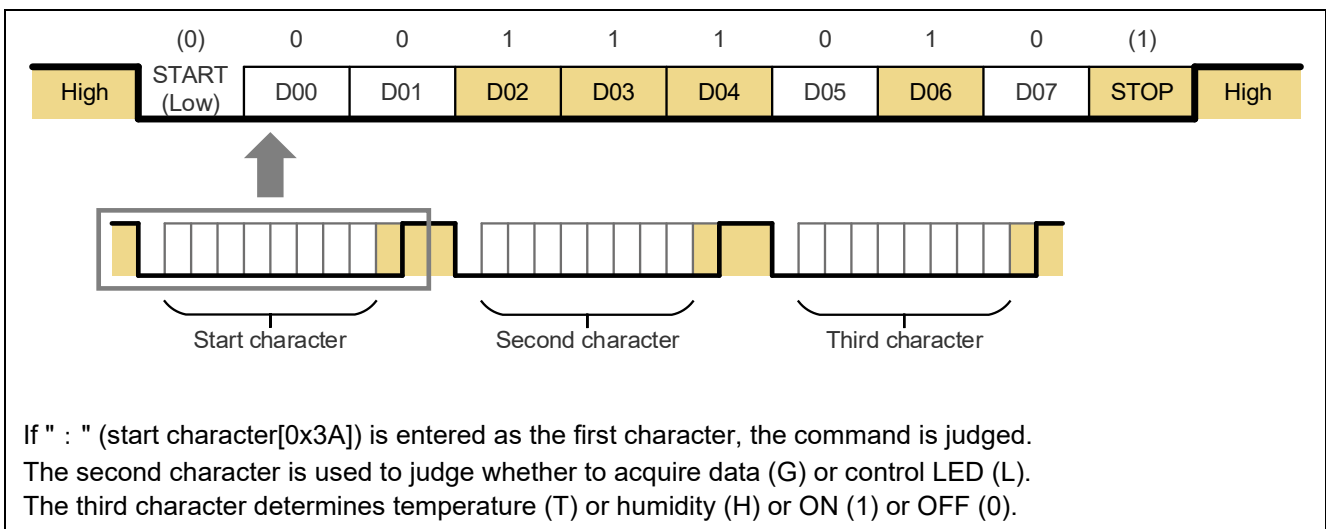 (0) 0 0 1 1 1 0 1 0 (1)
High START (Low) D00 D01 D02 D03 D04 D05 D06 D07 STOP High
Start character Second character Third character
If " : " (start character[0x3A]) is entered as the first character, the command is judged.
The second character is used to judge whether to acquire data (G) or control LED (L).
The third character determines temperature (T) or humidity (H) or ON (1) or OFF (0).